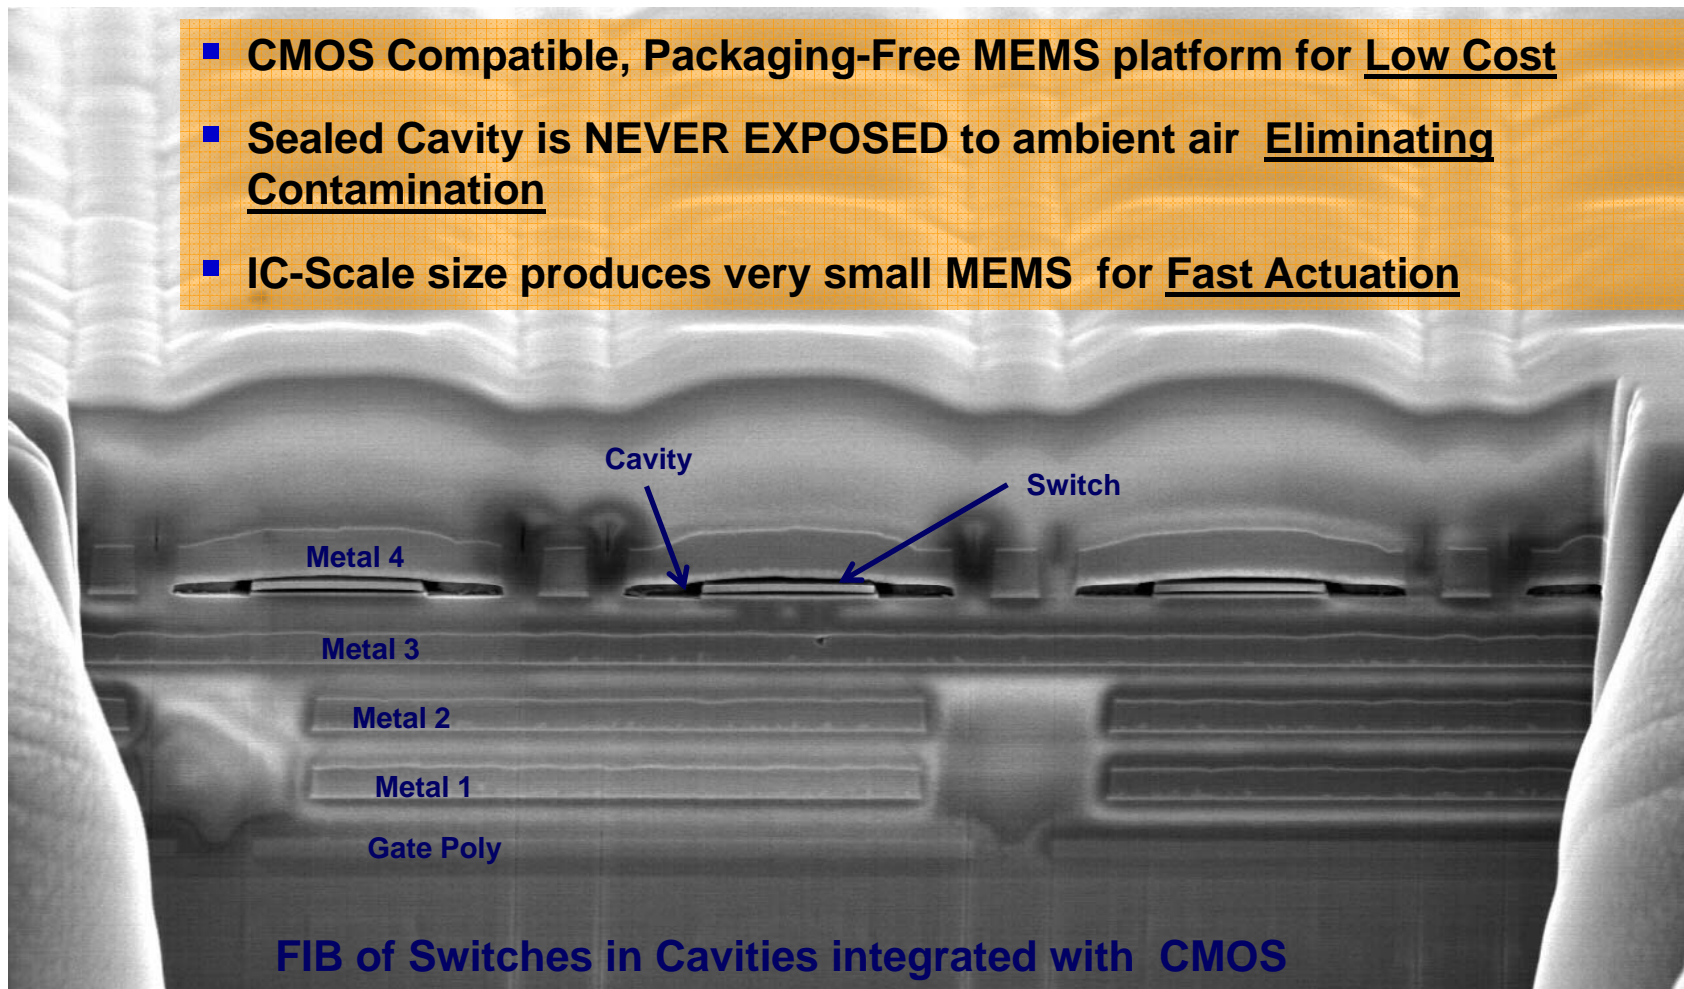 CMOS Compatible, Packaging-Free MEMS platform for Low Cost
Sealed Cavity is NEVER EXPOSED to ambient air Eliminating
Contamination
IC-Scale size produces very small MEMS for Fast Actuation
Cavity
Switch
Metal 4
Metal 3
Metal 2
Metal 1
Gate Poly
FIB of Switches in Cavities integrated with CMOS